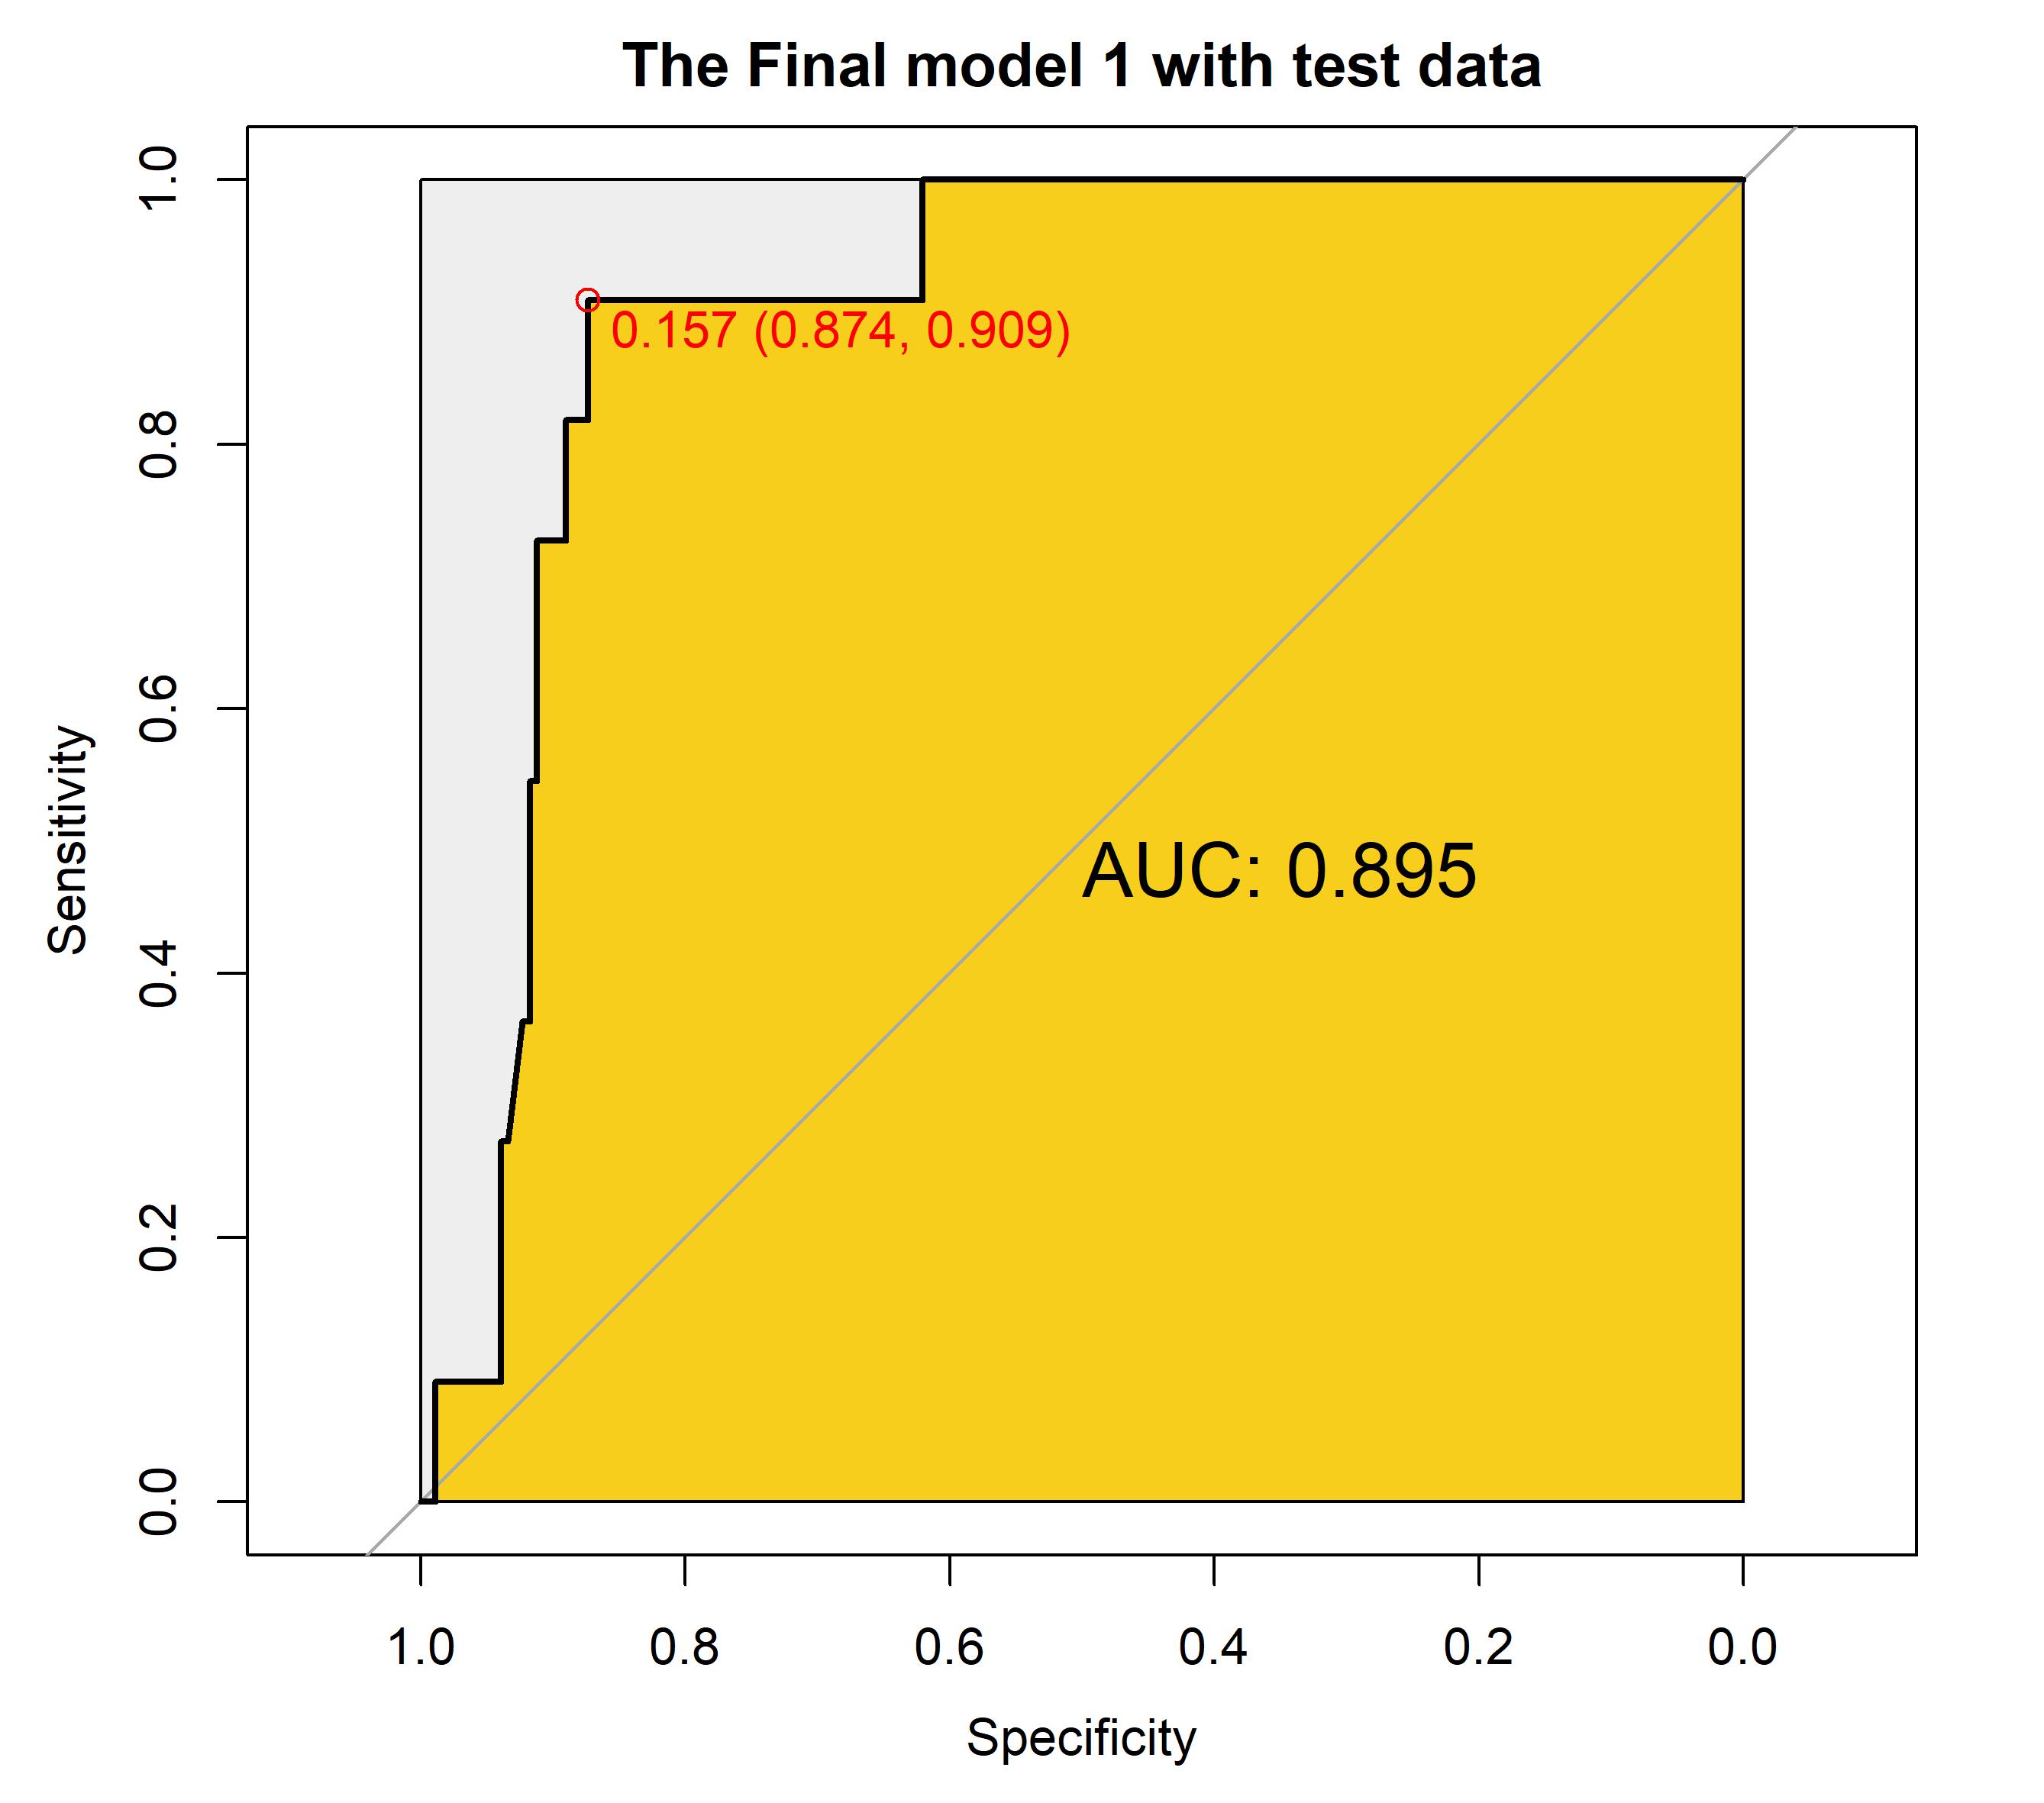 The Final model 1 with test data
Sensitivity
1.0
0.8
0.6
0.4
0.2
0.0
0.157 (0.874, 0.909)
AUC: 0.895
1.0 0.8 0.6 0.4 0.2 0.0
Specificity